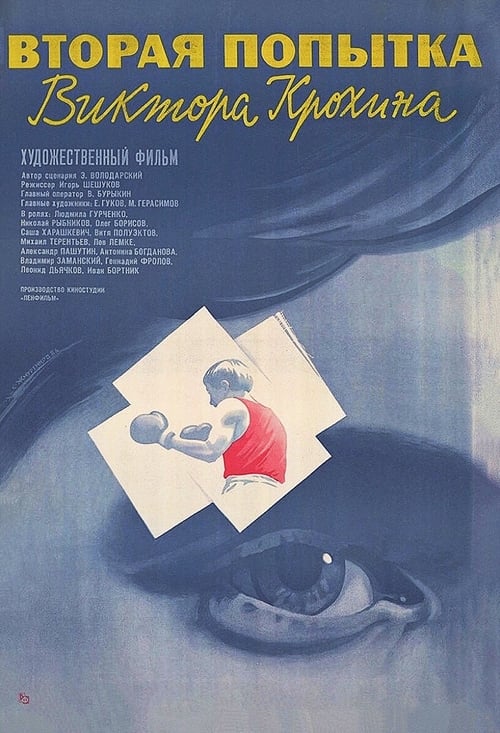 ВТОРАЯ ПОПЫТКА
Виктора Крохина
ХУДОЖЕСТВЕННЫЙ ФИЛЬМ
Автор сценария Э. ВОЛОДАРСКИЙ
Режиссер Игорь ШЕШУКОВ
Главный оператор В. БУРЫКИН
Главные художники: Е. ГУКОВ, М. ГЕРАСИМОВ
В ролях: Людмила ГУРЧЕНКО,
Николай РЫБНИКОВ, Олег БОРИСОВ,
Саша ХАРАШКЕВИЧ, Витя ПОЛУЭКТОВ,
Михаил ТЕРЕНТЬЕВ, Лев ЛЕМКЕ,
Александр ПАШУТИН, Антонина БОГДАНОВА,
Владимир ЗАМАНСКИЙ, Геннадий ФРОЛОВ,
Леонид ДЬЯЧКОВ, Иван БОРТНИК
ПРОИЗВОДСТВО КИНОСТУДИИ
«ЛЕНФИЛЬМ»